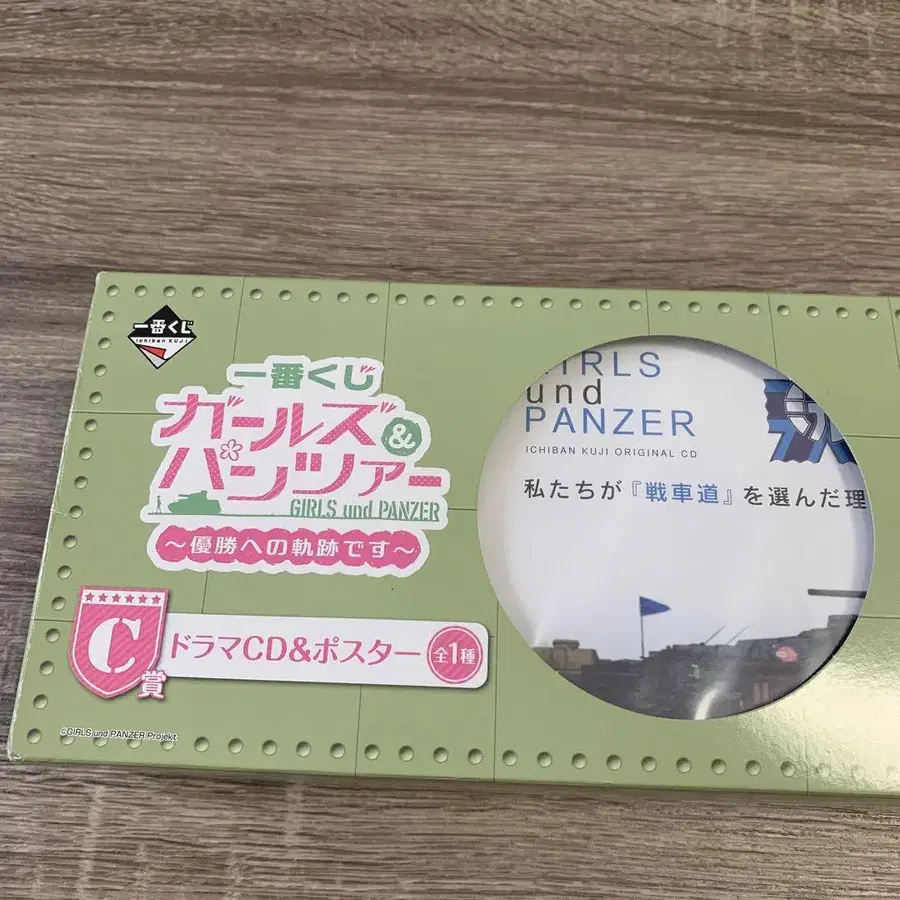 一番くじ
ICHIBAN KUJI
一番くじ
ガールズ&
パンツァー
GIRLS und PANZER
〜優勝への軌跡です〜
C賞
ドラマCD&ポスター 全1種
©GIRLS und PANZER Projekt
GIRLS
und
PANZER
ICHIBAN KUJI ORIGINAL CD
私たちが『戦車道』を選んだ理